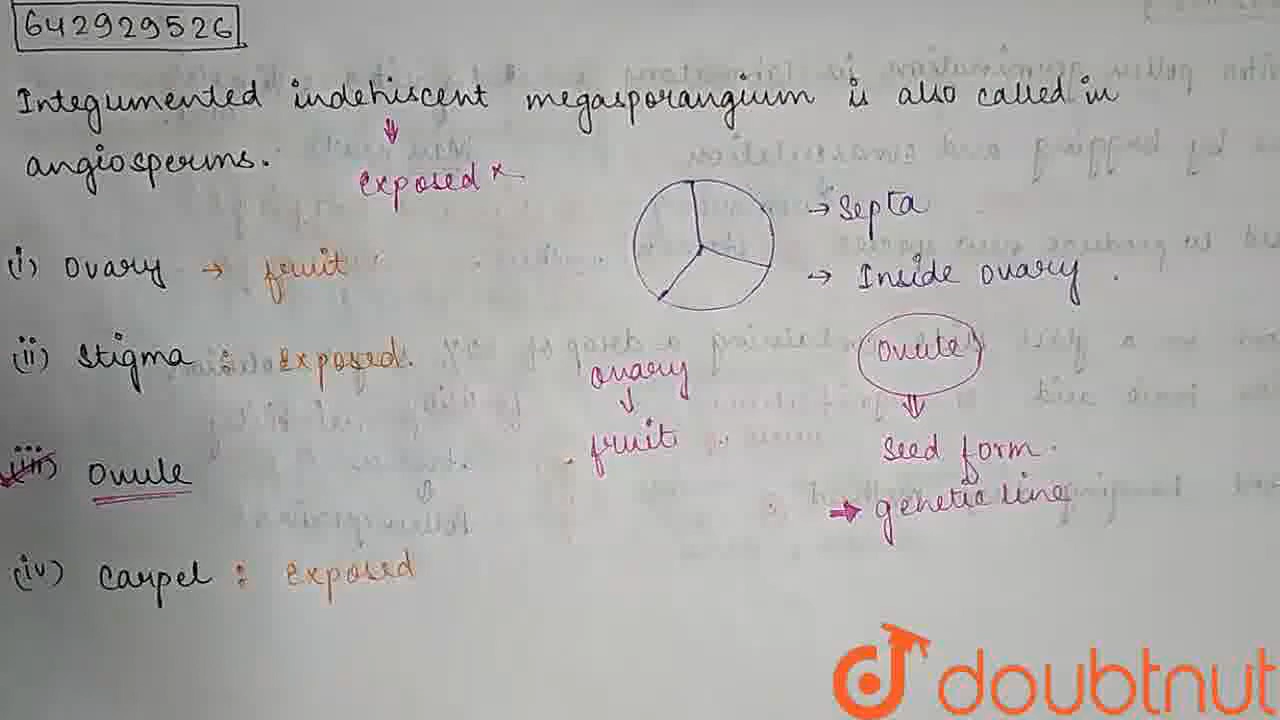 642929526
Integumented indehiscent megasporangium is also called in
angiosperms.
exposed ×
→ Septa
→ Inside ovary.
(i) Ovary → fruit
(ii) Stigma : Exposed.
ovary
↓
fruit
Ovule
⇓
Seed form.
→ genetic line
(iii) Ovule
(iv) Carpel : Exposed
doubtnut